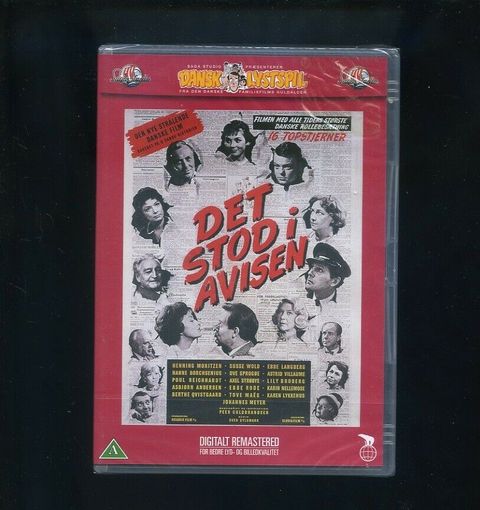 SAGA STUDIO PRÆSENTERER
DANSK LYSTSPIL
FRA DEN DANSKE FAMILIEFILMS GULDALDER
DEN NYE STRALENDE
DANSKE FILM
FILMEN MED ALLE TIDERS STØRSTE
DANSKE ROLLEBESÆTNING
16 TOPSTJERNER
DET
STOD i
AVISEN
HENNING MORITZEN · SUSSE WOLD · EBBE LANGBERG
HANNE BORCHSENIUS · OVE SPROGØE · ASTRID VILLAUME
POUL REICHHARDT · AXEL STRØBYE · LILY BROBERG
ASBJØRN ANDERSEN · EBBE RODE · KARIN NELLEMOSE
BERTHE QVISTGAARD · TOVE MAËS · KAREN LYKKEHUS
JOHANNES MEYER
PEER GULDBRANDSEN
SVEN GYLDMARK
A
DIGITALT REMASTERED
FOR BEDRE LYD- OG BILLEDKVALITET